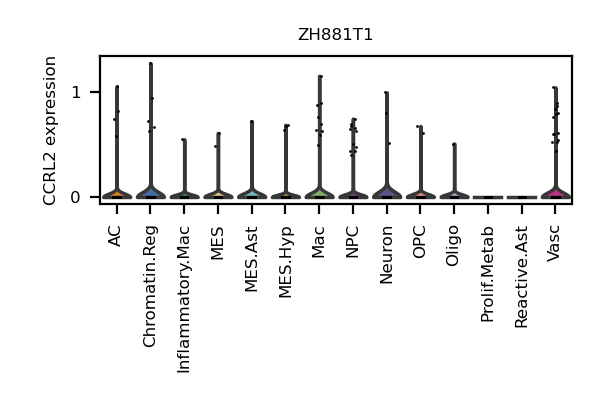 ZH881T1
CCRL2 expression
1
0
AC
Chromatin.Reg
Inflammatory.Mac
MES
MES.Ast
MES.Hyp
Mac
NPC
Neuron
OPC
Oligo
Prolif.Metab
Reactive.Ast
Vasc